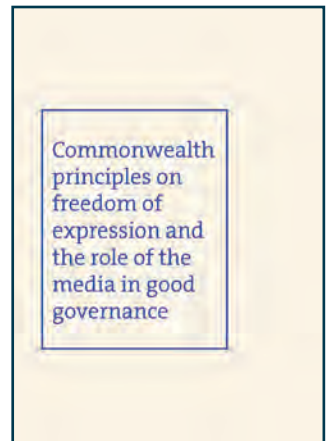 Commonwealth
principles on
freedom of
expression and
the role of the
media in good
governance